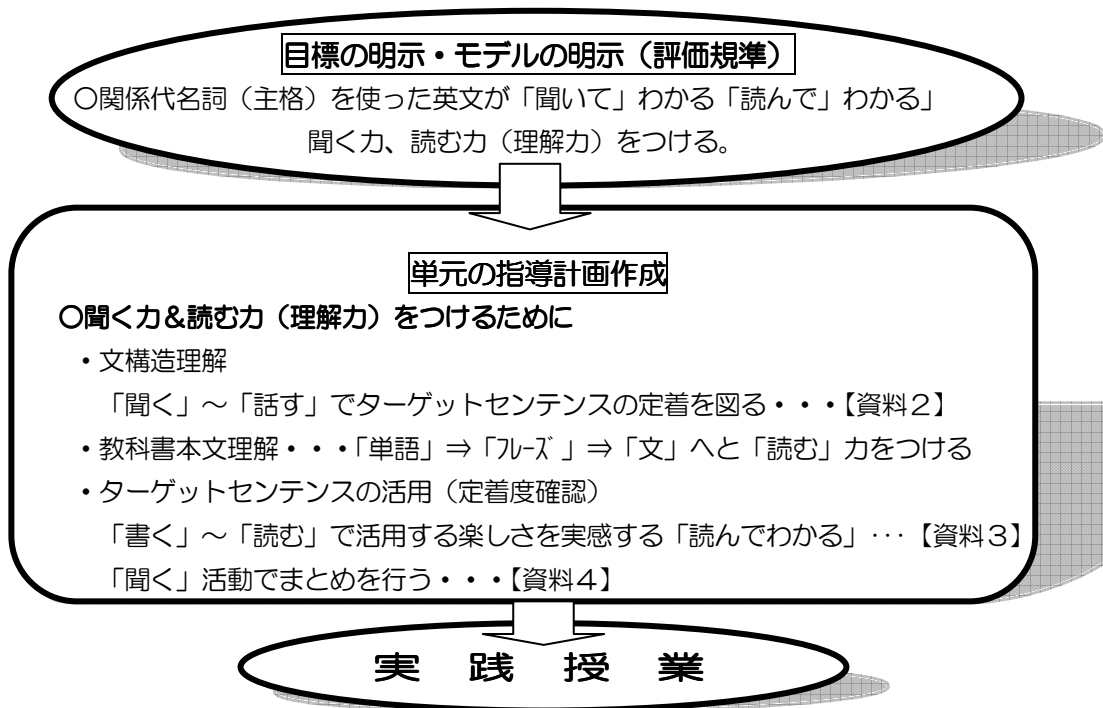 目標の明示・モデルの明示（評価規準）
○関係代名詞（主格）を使った英文が「聞いて」わかる「読んで」わかる」
聞く力、読む力（理解力）をつける。
単元の指導計画作成
○聞く力＆読む力（理解力）をつけるために
・文構造理解
「聞く」～「話す」でターゲットセンテンスの定着を図る・・・【資料２】
・教科書本文理解・・・「単語」⇒「ﾌﾚｰｽﾞ」⇒「文」へと「読む」力をつける
・ターゲットセンテンスの活用（定着度確認）
「書く」～「読む」で活用する楽しさを実感する「読んでわかる」･･･【資料３】
「聞く」活動でまとめを行う・・・【資料４】
実 践 授 業